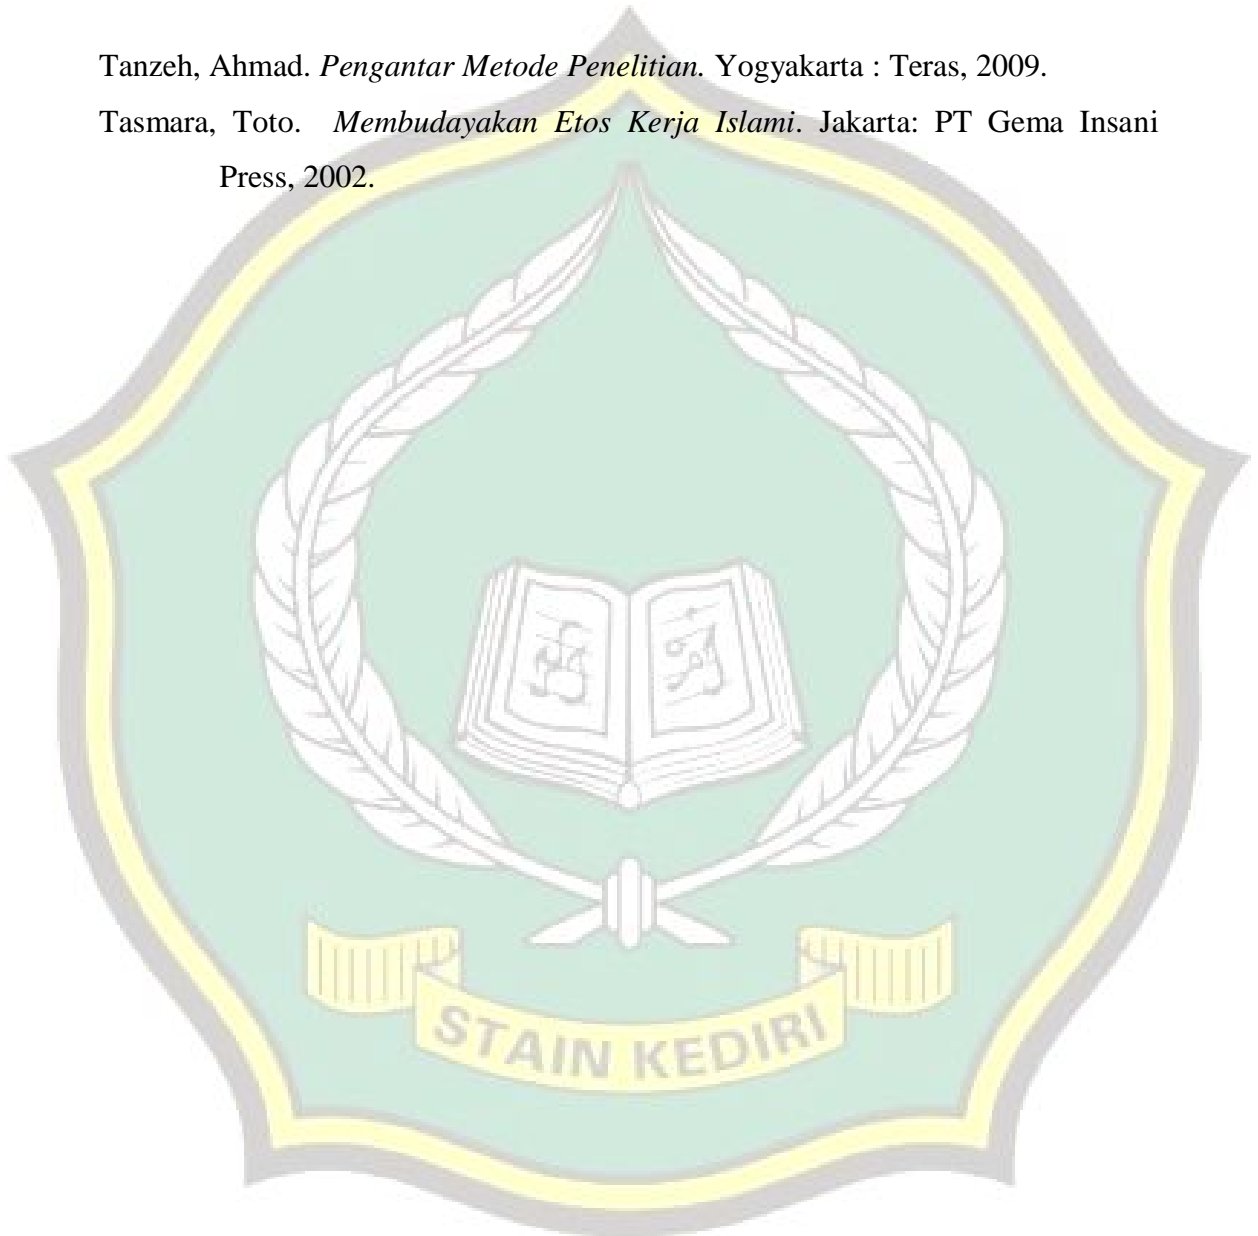 Tanzeh, Ahmad. Pengantar Metode Penelitian. Yogyakarta : Teras, 2009.
Tasmara, Toto. Membudayakan Etos Kerja Islami. Jakarta: PT Gema Insani
Press, 2002.
STAIN KEDIRI